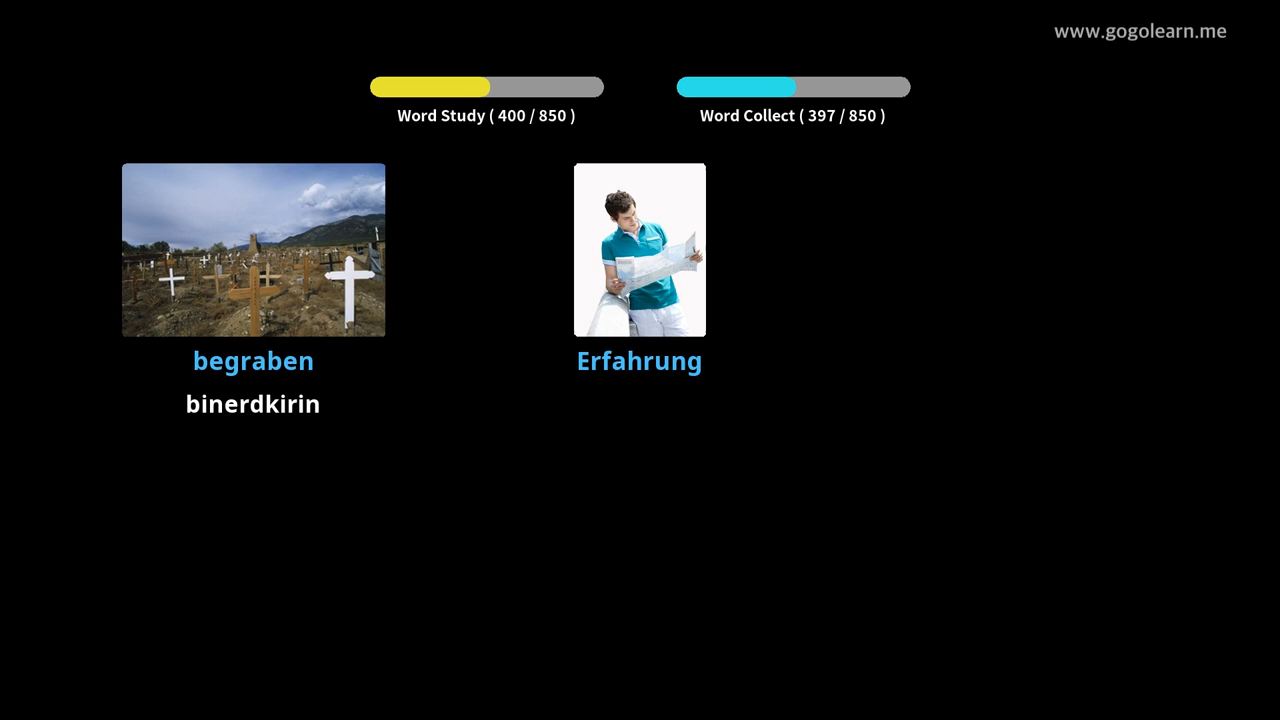 www.gogolearn.me
Word Study ( 400 / 850 )
Word Collect ( 397 / 850 )
begraben
binerdkirin
Erfahrung